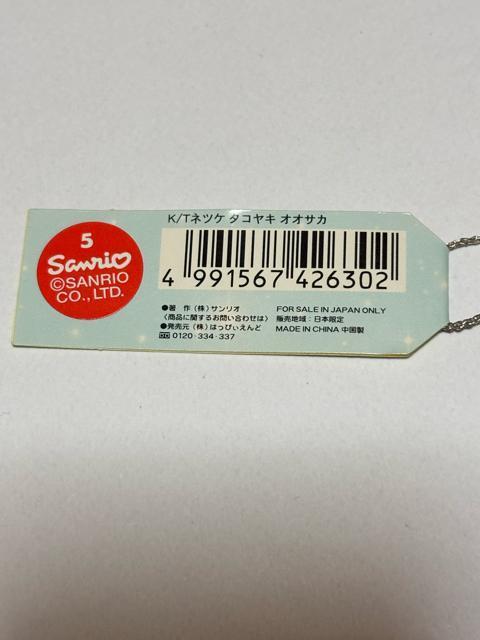 5
Sanrio
©SANRIO
CO., LTD.
K/Tネツケ タコヤキ オオサカ
4 991567 426302
●著 作 (株) サンリオ
〈商品に関するお問い合わせは〉
●発売元 (株) はっぴぃえんど
0120-334-337
FOR SALE IN JAPAN ONLY
販売地域:日本限定
MADE IN CHINA 中国製